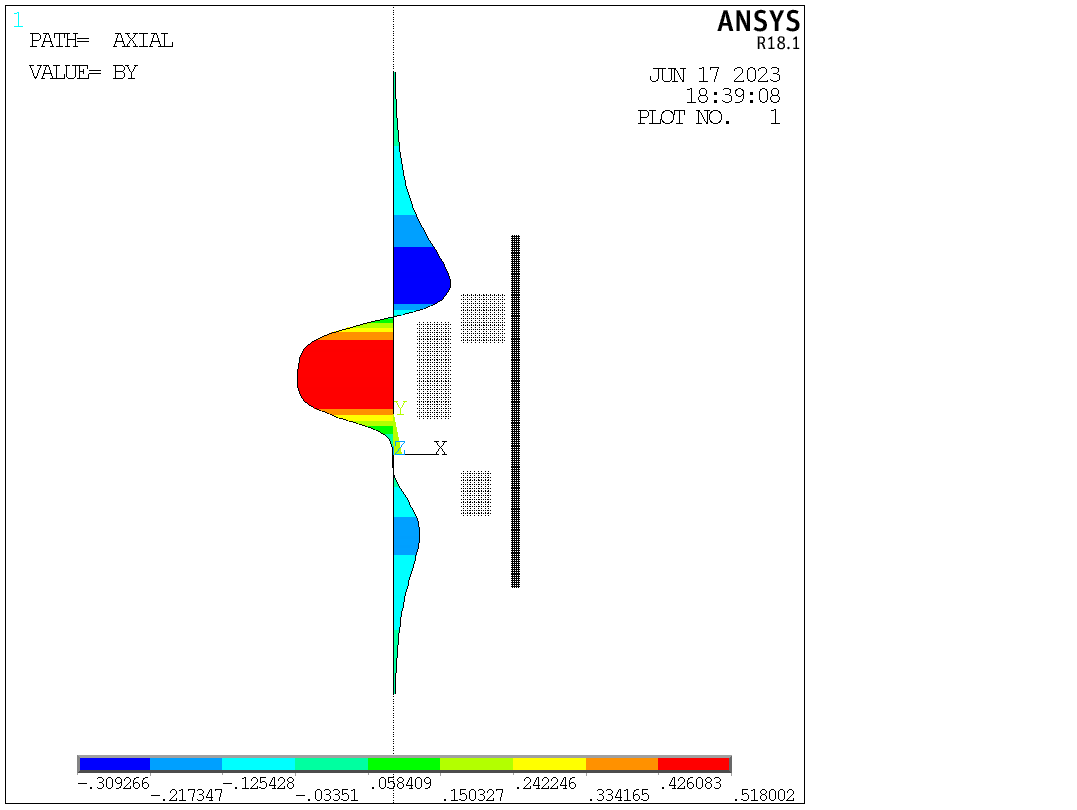 1
PATH= AXIAL
VALUE= BY
ANSYS
R18.1
JUN 17 2023
18:39:08
PLOT NO. 1
Y
Z X
-.309266 -.125428 .058409 .242246 .426083
-.217347 -.03351 .150327 .334165 .518002